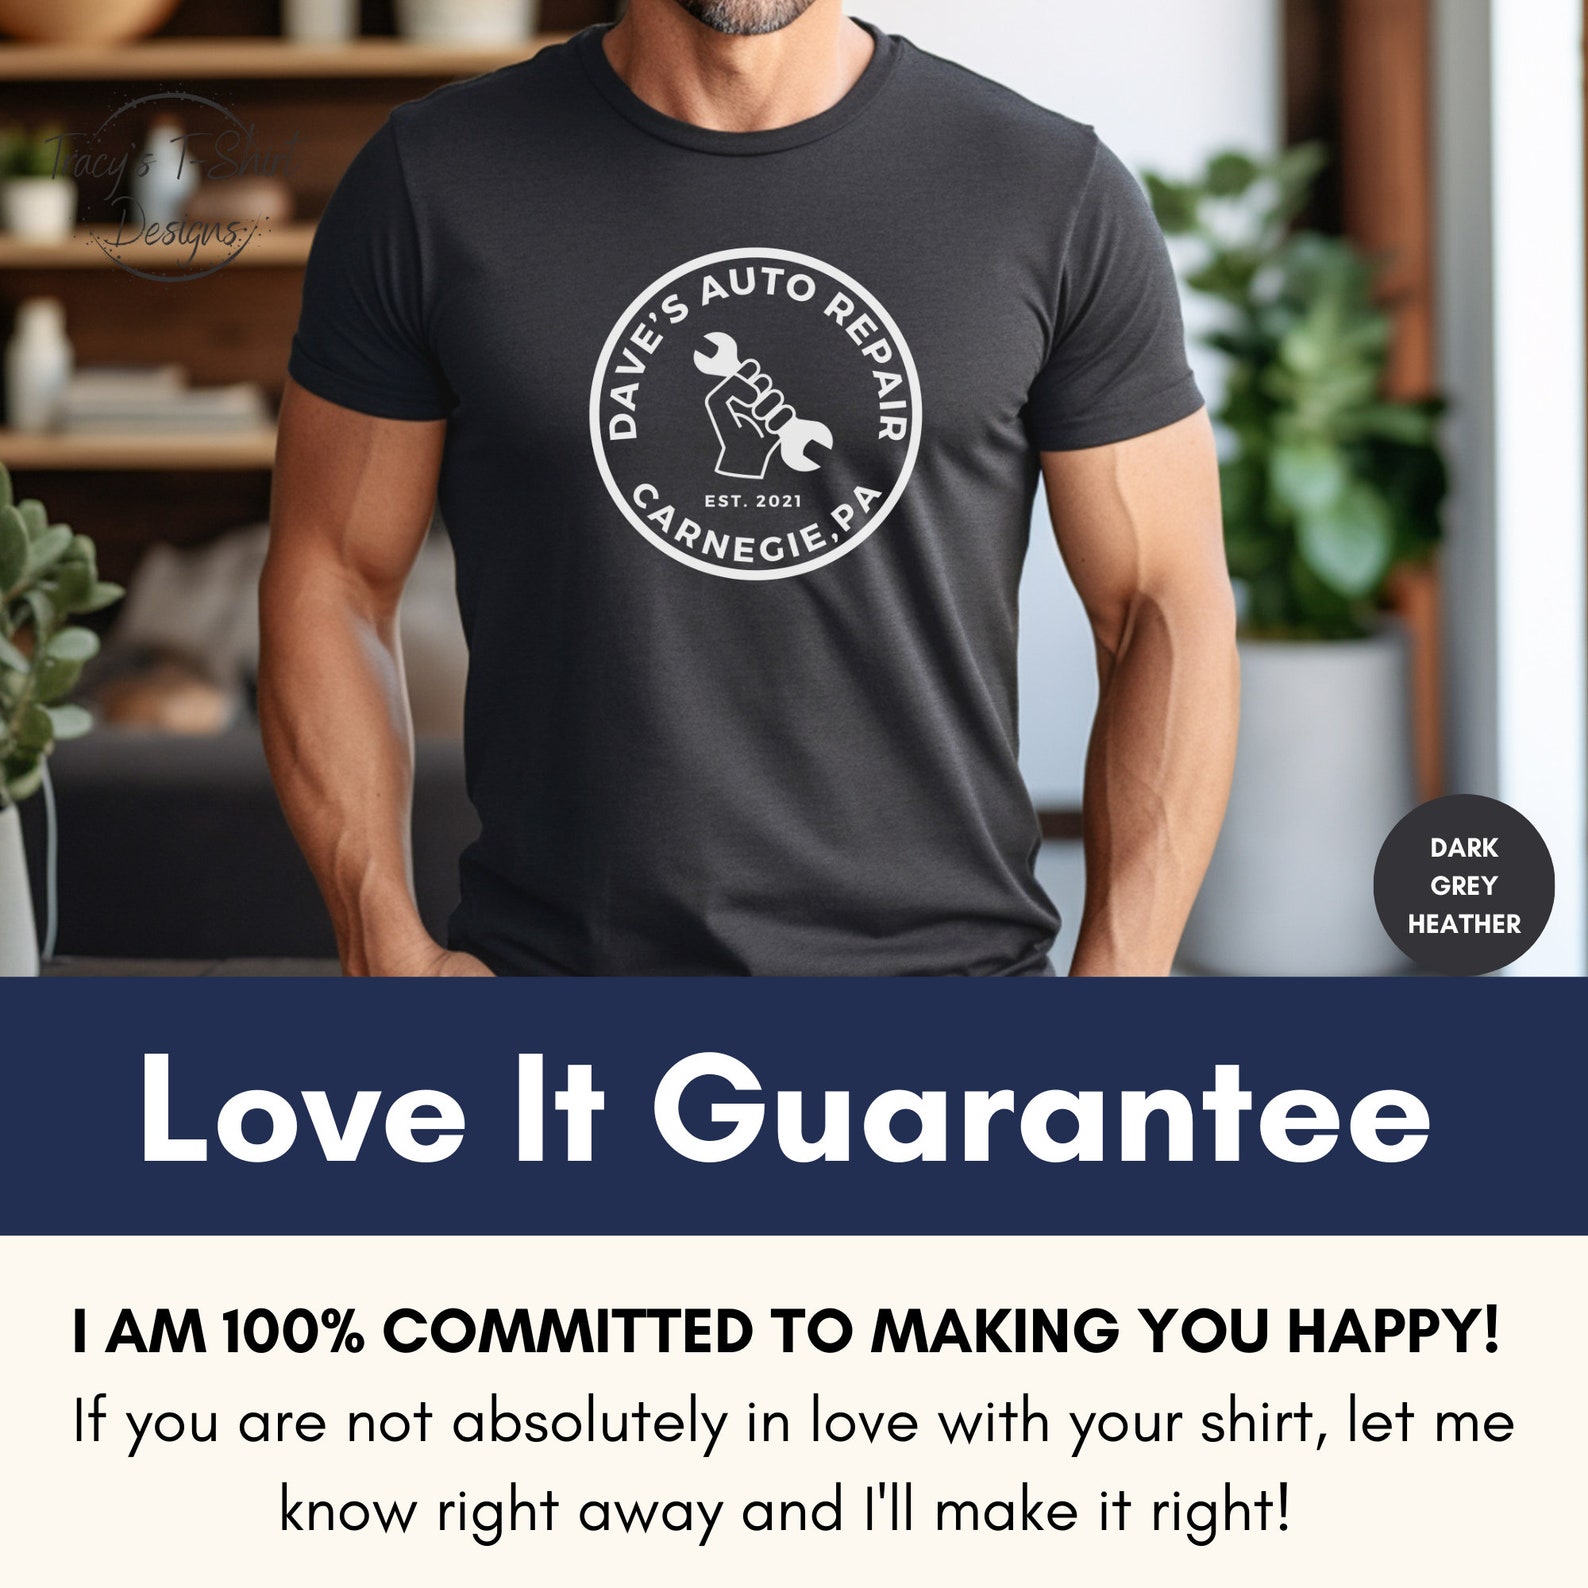 Tracy's T-Shirt
Designs
DAVE'S AUTO REPAIR
EST. 2021
CARNEGIE, PA
DARK
GREY
HEATHER
Love It Guarantee
I AM 100% COMMITTED TO MAKING YOU HAPPY!
If you are not absolutely in love with your shirt, let me
know right away and I'll make it right!